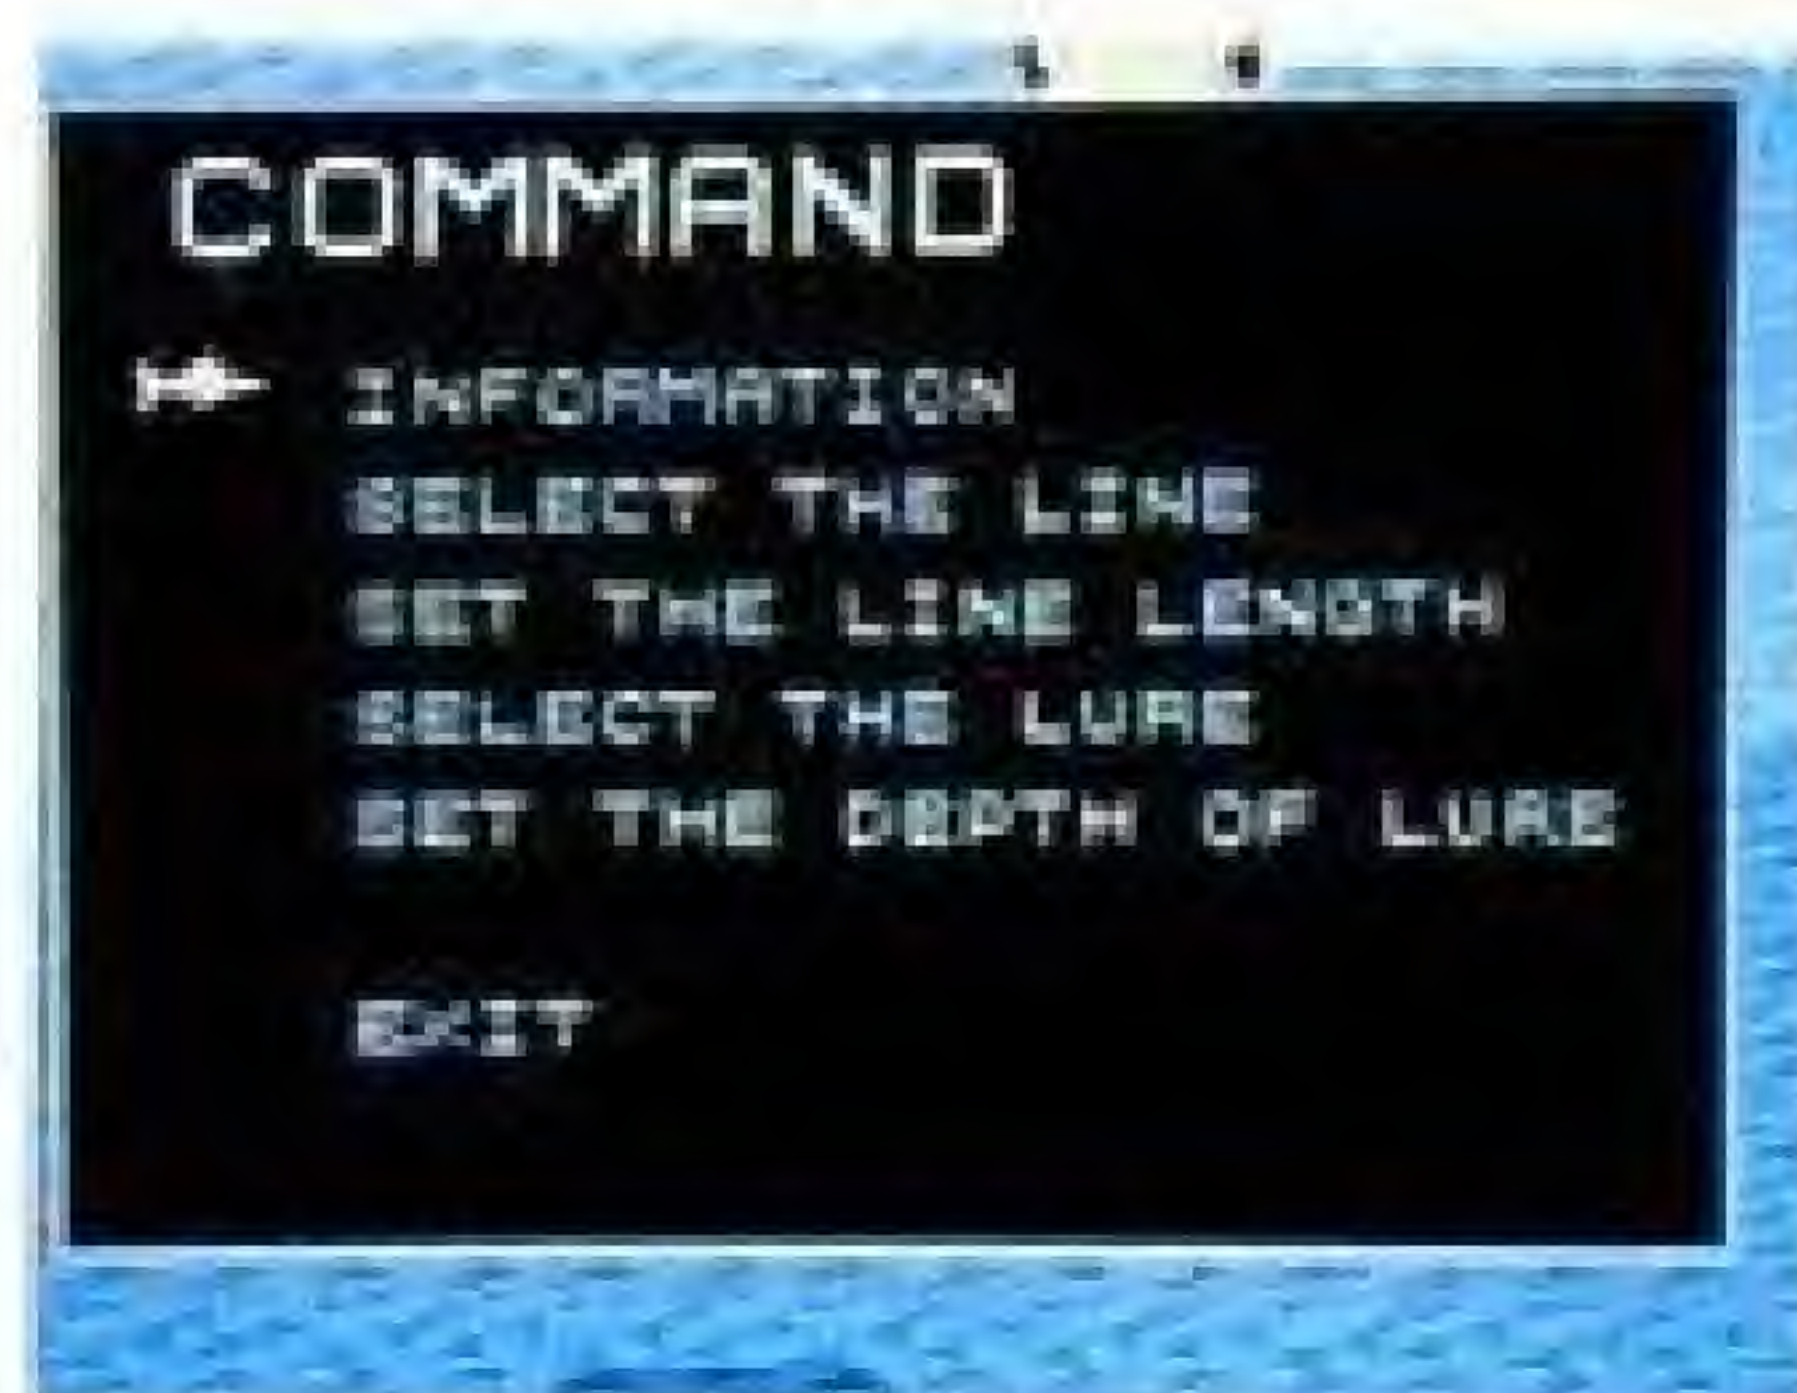 COMMAND
INFORMATION
SELECT THE LINE
SET THE LINE LENGTH
SELECT THE LURE
SET THE DEPTH OF LURE
EXIT